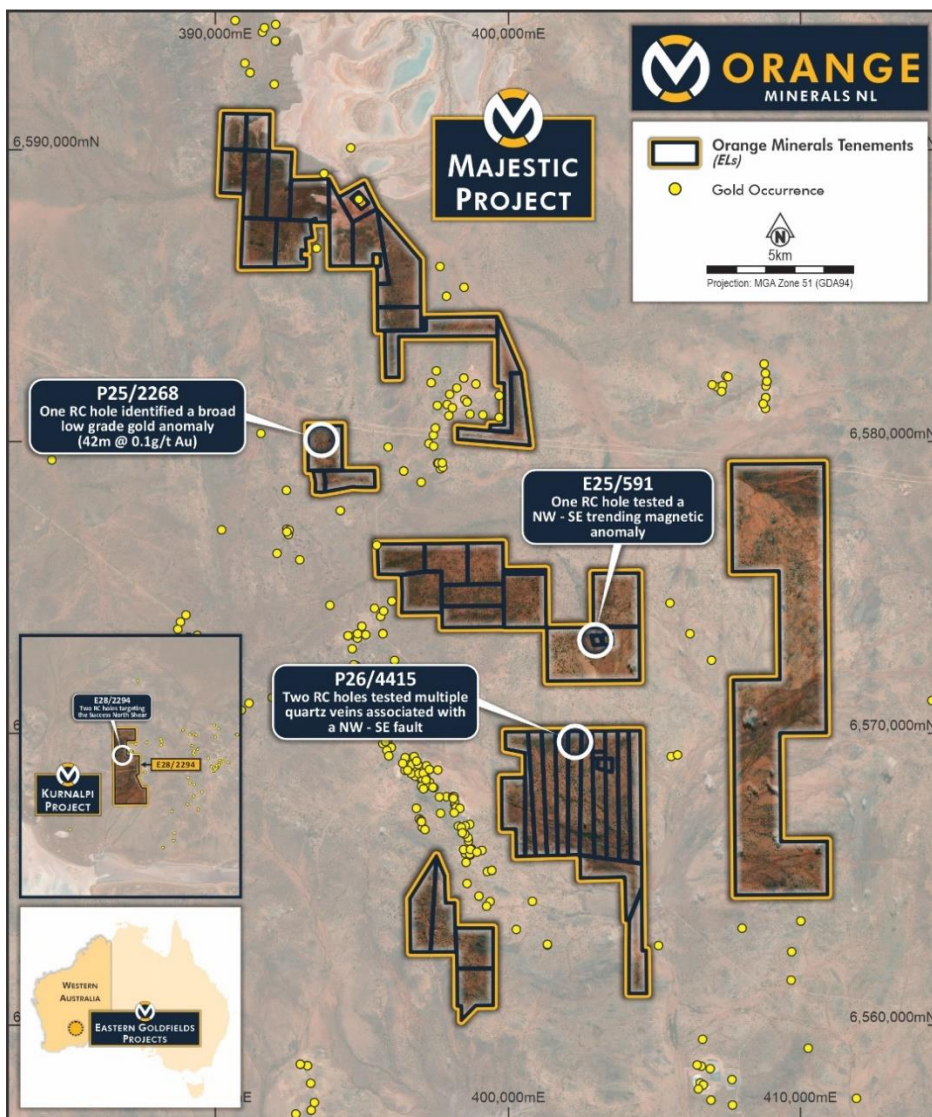 390,000mE
400,000mE
ORANGE
MINERALS NL
6,590,000mN
MAJESTIC
PROJECT
Orange Minerals Tenements
(ELs)
Gold Occurrence
N
5km
Projection: MGA Zone 51 (GDA94)
P25/2268
One RC hole identified a broad
low grade gold anomaly
(42m @ 0.1g/t Au)
6,580,000mN
E25/591
One RC hole tested a
NW - SE trending magnetic
anomaly
P26/4415
Two RC holes tested multiple
quartz veins associated with
a NW - SE fault
6,570,000mN
E28/2294
Two RC holes targeting
the Success North Shear
E28/2294
KURNALPI
PROJECT
WESTERN
AUSTRALIA
EASTERN GOLDFIELDS
PROJECTS
6,560,000mN
400,000mE
410,000mE